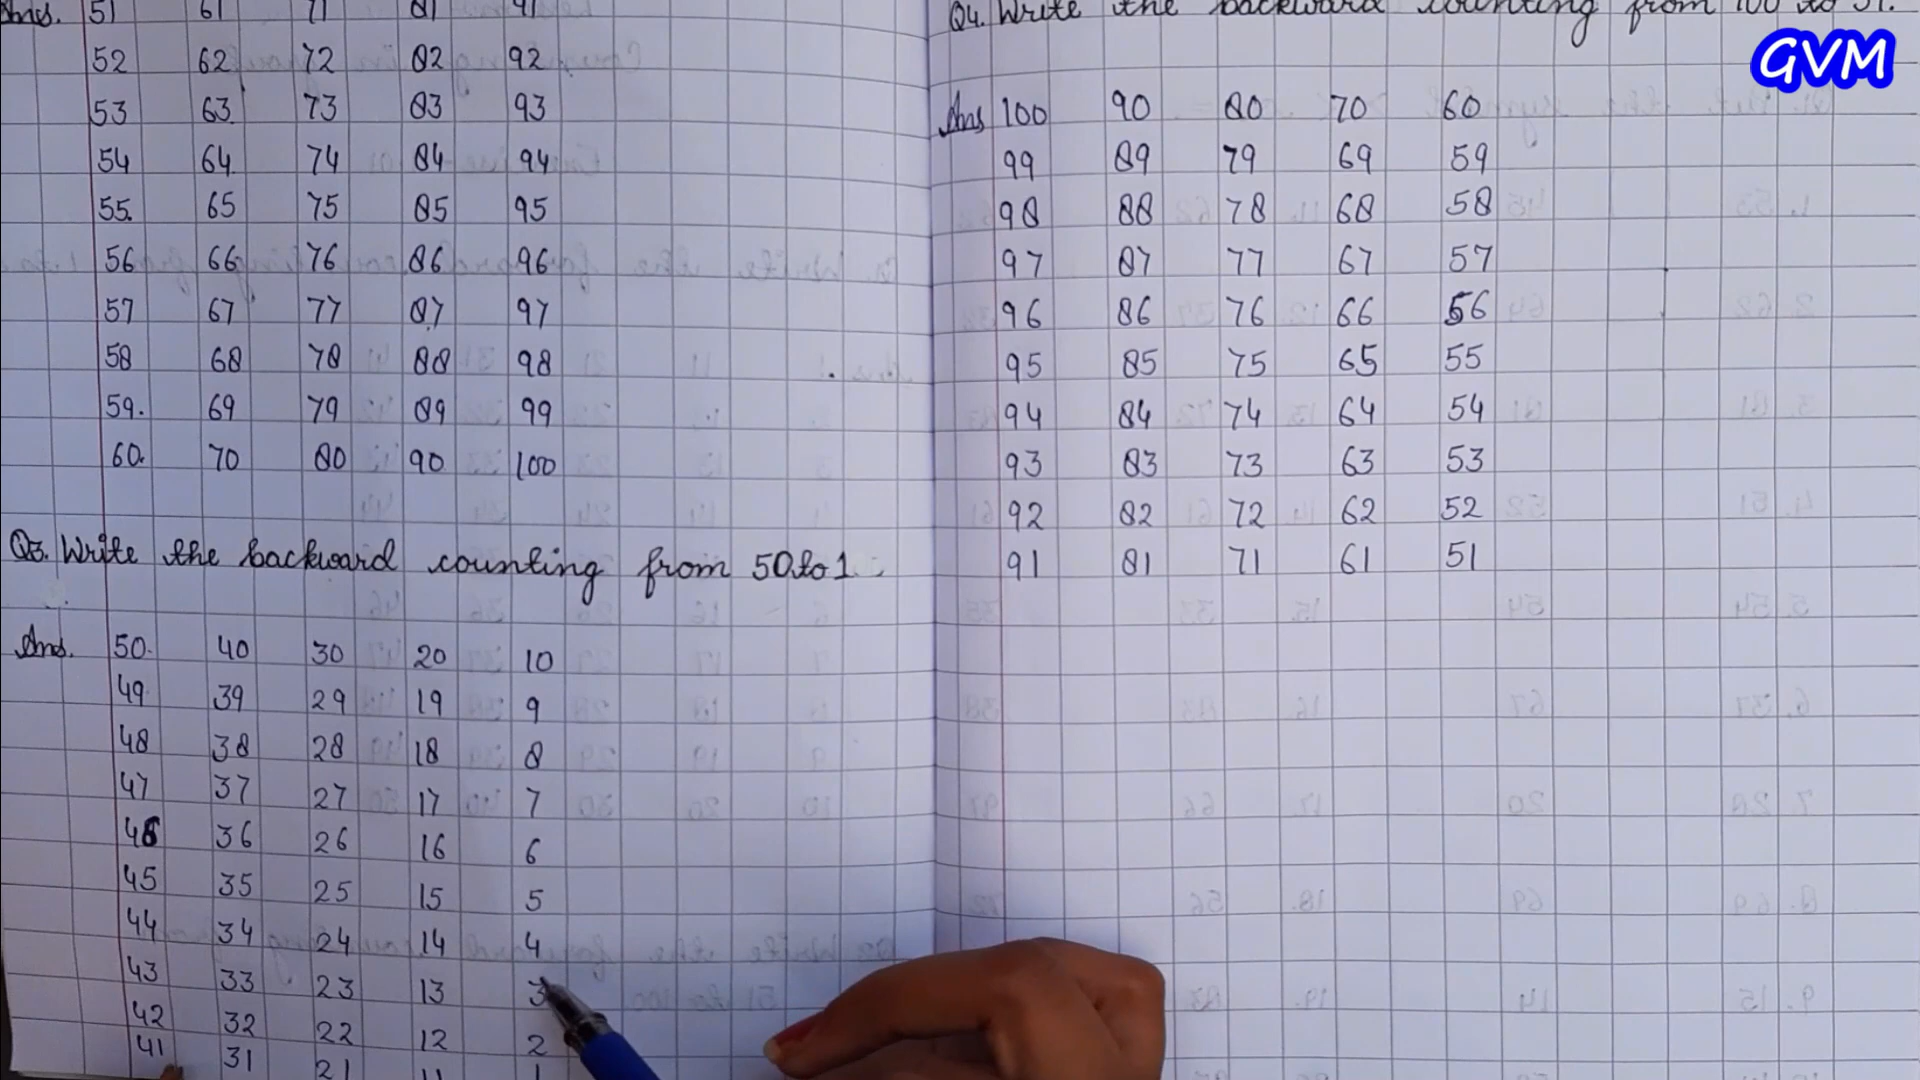 Ans. 51 61 71 81 91
52 62 72 82 92
53 63 73 83 93
54 64 74 84 94
55. 65 75 85 95
56 66 76 86 96
57 67 77 87 97
58 68 78 88 98
59. 69 79 89 99
60. 70 80 90 100
Q3. Write the backward counting from 50 to 1.
Ans. 50. 40 30 20 10
49 39 29 19 9
48 38 28 18 8
47 37 27 17 7
46 36 26 16 6
45 35 25 15 5
44 34 24 14 4
43 33 23 13 3
42 32 22 12 2
41 31 21 11 1
Q4. Write the backward counting from 100 to 51.
GVM
Ans 100 90 80 70 60
99 89 79 69 59
98 88 78 68 58
97 87 77 67 57
96 86 76 66 56
95 85 75 65 55
94 84 74 64 54
93 83 73 63 53
92 82 72 62 52
91 81 71 61 51